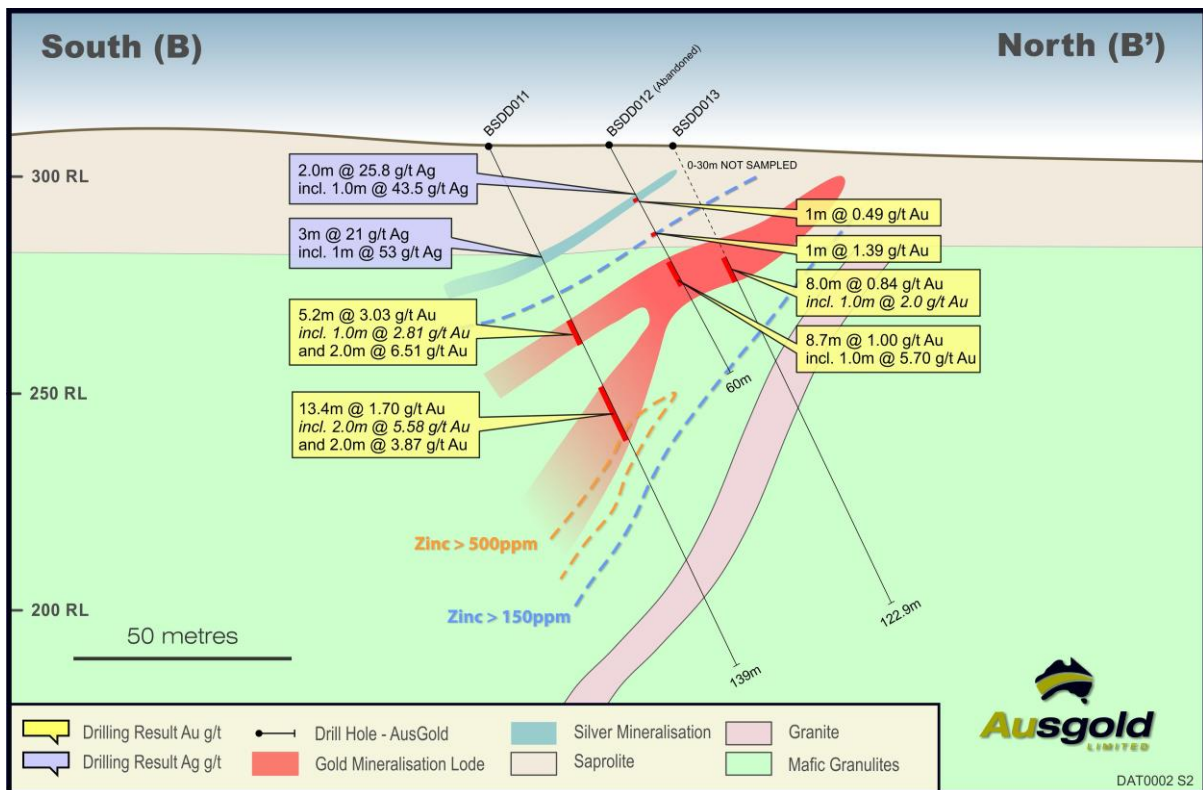 South (B)
North (B')
BSDD011
BSDD012 (Abandoned)
BSDD013
0-30m NOT SAMPLED
300 RL
250 RL
200 RL
2.0m @ 25.8 g/t Ag
incl. 1.0m @ 43.5 g/t Ag
3m @ 21 g/t Ag
incl. 1m @ 53 g/t Ag
5.2m @ 3.03 g/t Au
incl. 1.0m @ 2.81 g/t Au
and 2.0m @ 6.51 g/t Au
13.4m @ 1.70 g/t Au
incl. 2.0m @ 5.58 g/t Au
and 2.0m @ 3.87 g/t Au
1m @ 0.49 g/t Au
1m @ 1.39 g/t Au
8.0m @ 0.84 g/t Au
incl. 1.0m @ 2.0 g/t Au
8.7m @ 1.00 g/t Au
incl. 1.0m @ 5.70 g/t Au
60m
122.9m
139m
Zinc > 500ppm
Zinc > 150ppm
50 metres
Drilling Result Au g/t
Drilling Result Ag g/t
Drill Hole - AusGold
Gold Mineralisation Lode
Silver Mineralisation
Saprolite
Granite
Mafic Granulites
Ausgold
LIMITED
DAT0002 S2